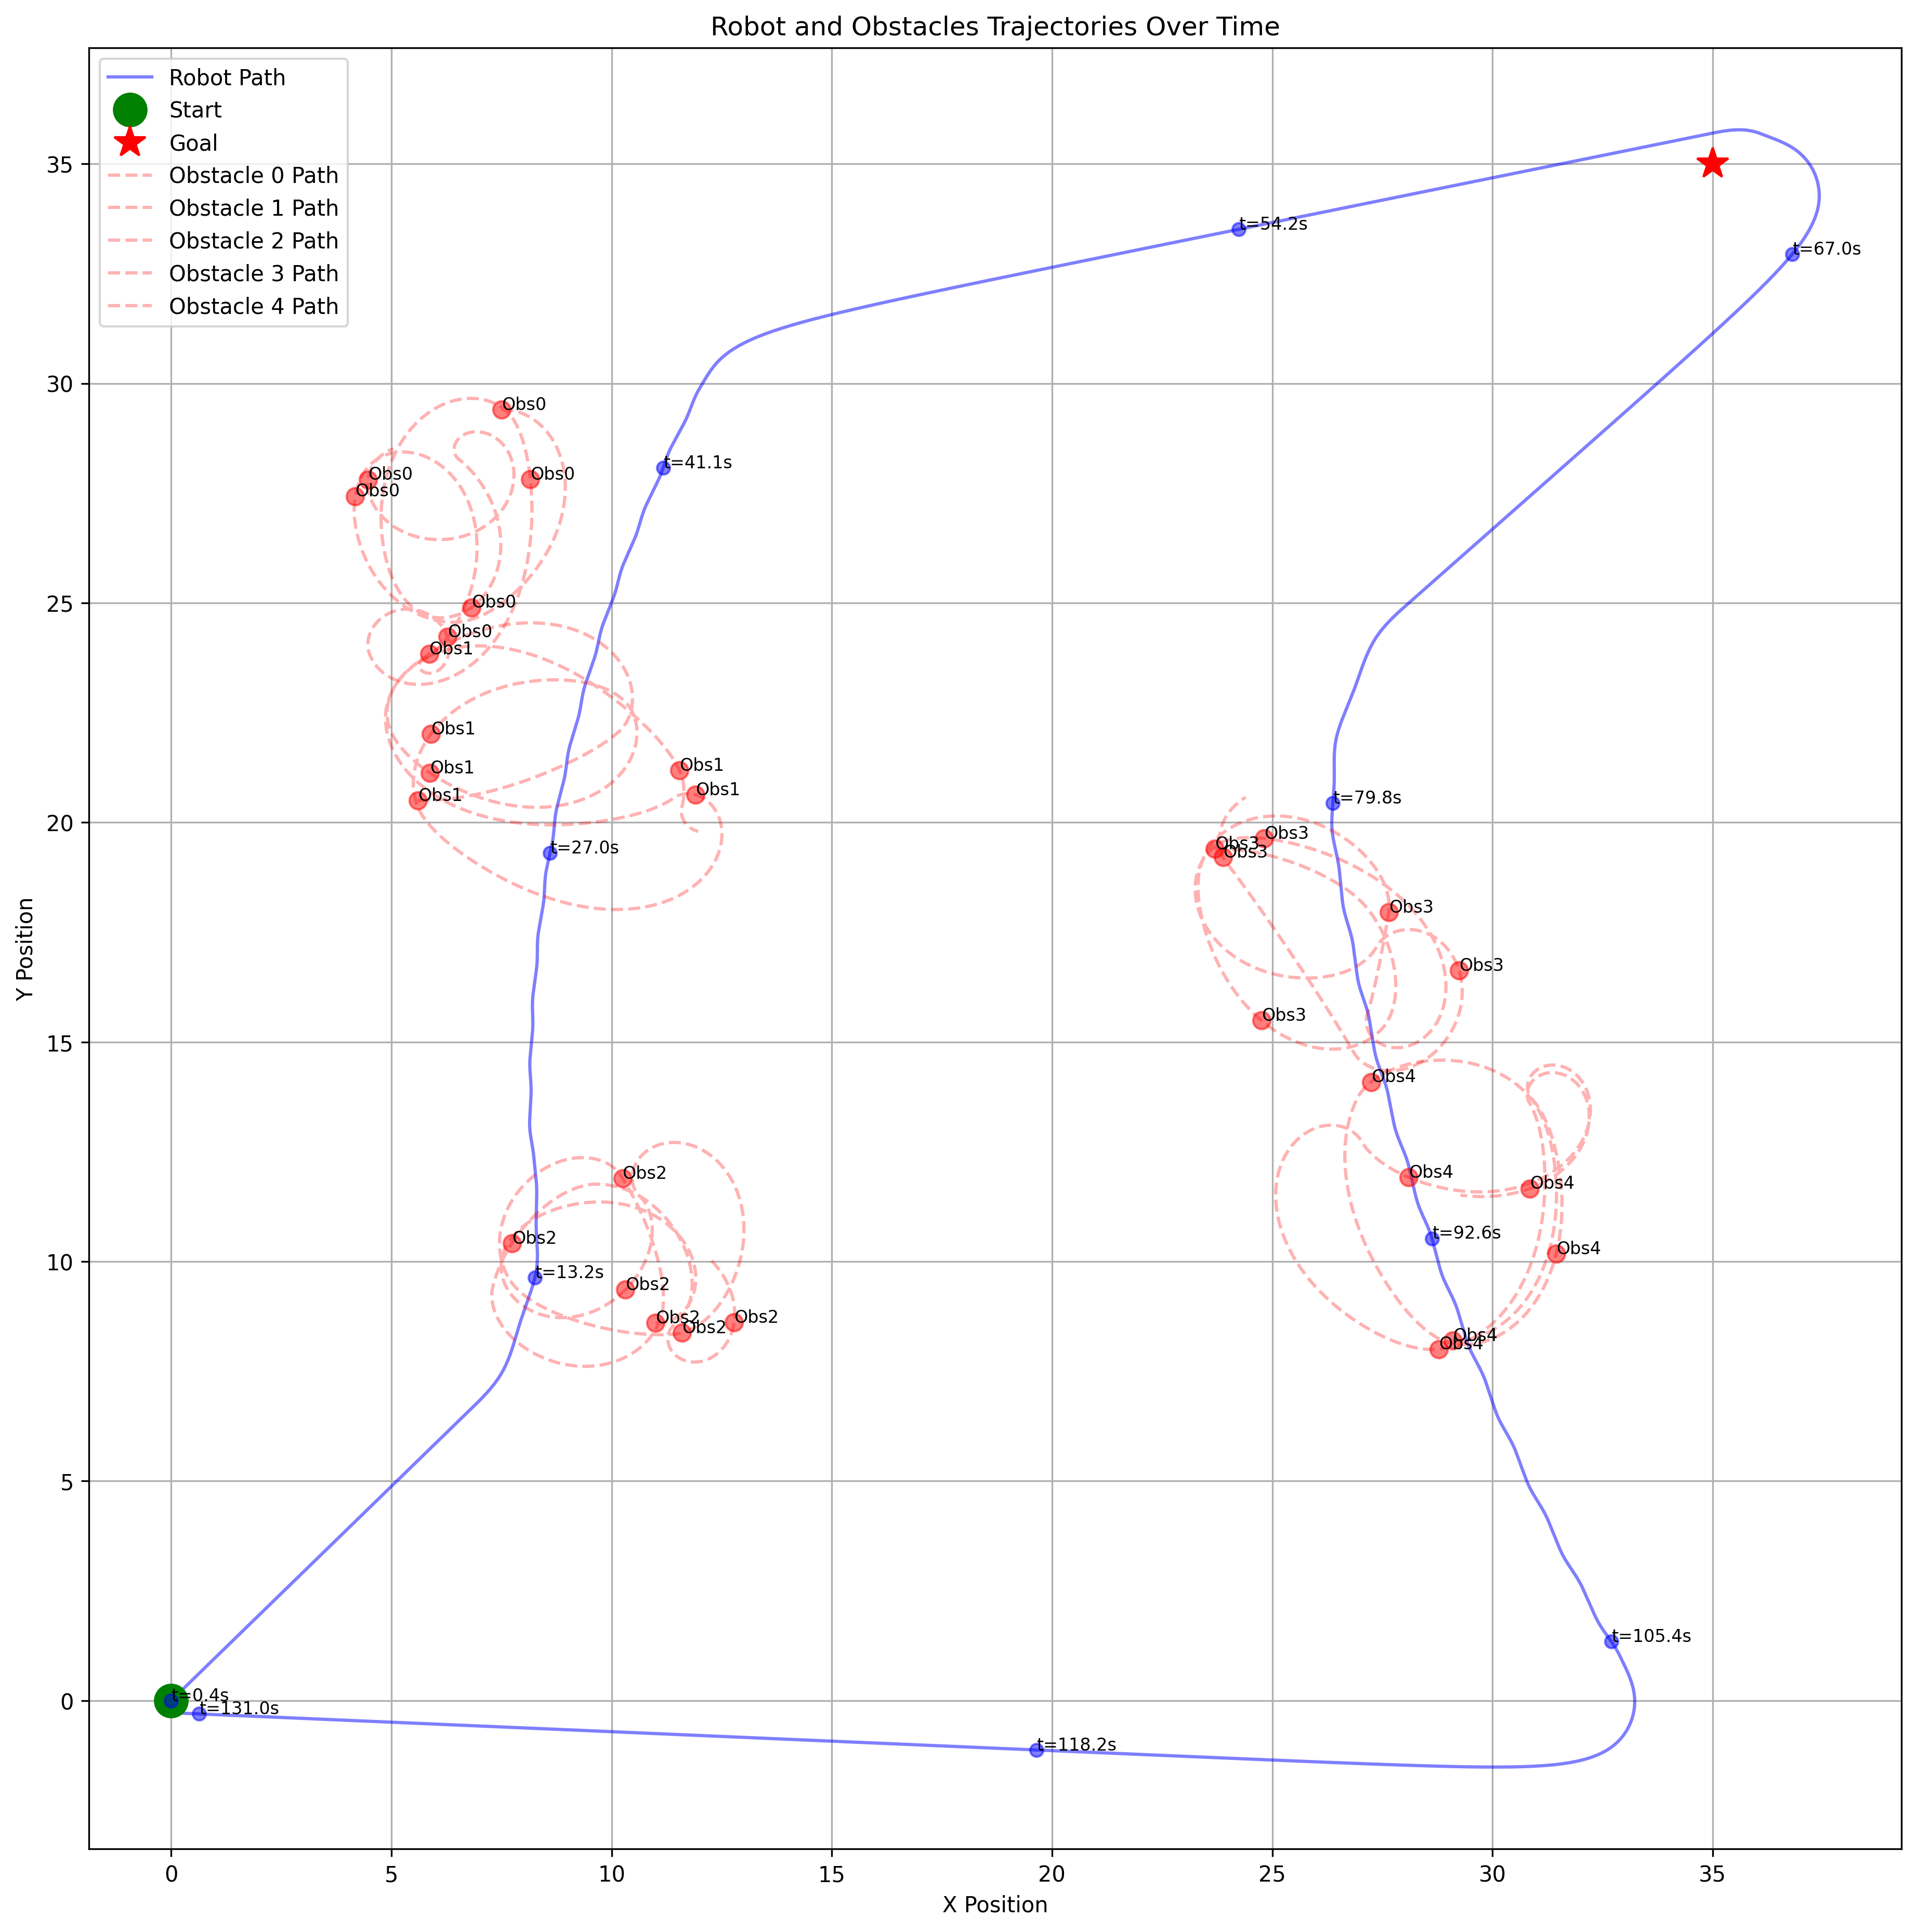 Robot and Obstacles Trajectories Over Time
Robot Path
Start
Goal
Obstacle 0 Path
Obstacle 1 Path
Obstacle 2 Path
Obstacle 3 Path
Obstacle 4 Path
35
30
25
20
15
10
5
0
Y Position
t=54.2s
t=67.0s
Obs0
t=41.1s
Obs0
Obs0
Obs0
Obs0
Obs0
Obs1
Obs1
Obs1
Obs1
Obs1
Obs1
t=27.0s
t=79.8s
Obs3
Obs3
Obs3
Obs3
Obs3
Obs3
Obs4
Obs2
Obs4
Obs4
Obs2
t=92.6s
Obs4
t=13.2s
Obs2
Obs2
Obs2
Obs2
Obs4
Obs4
t=105.4s
t=0.4s
t=131.0s
t=118.2s
0
5
10
15
20
25
30
35
X Position